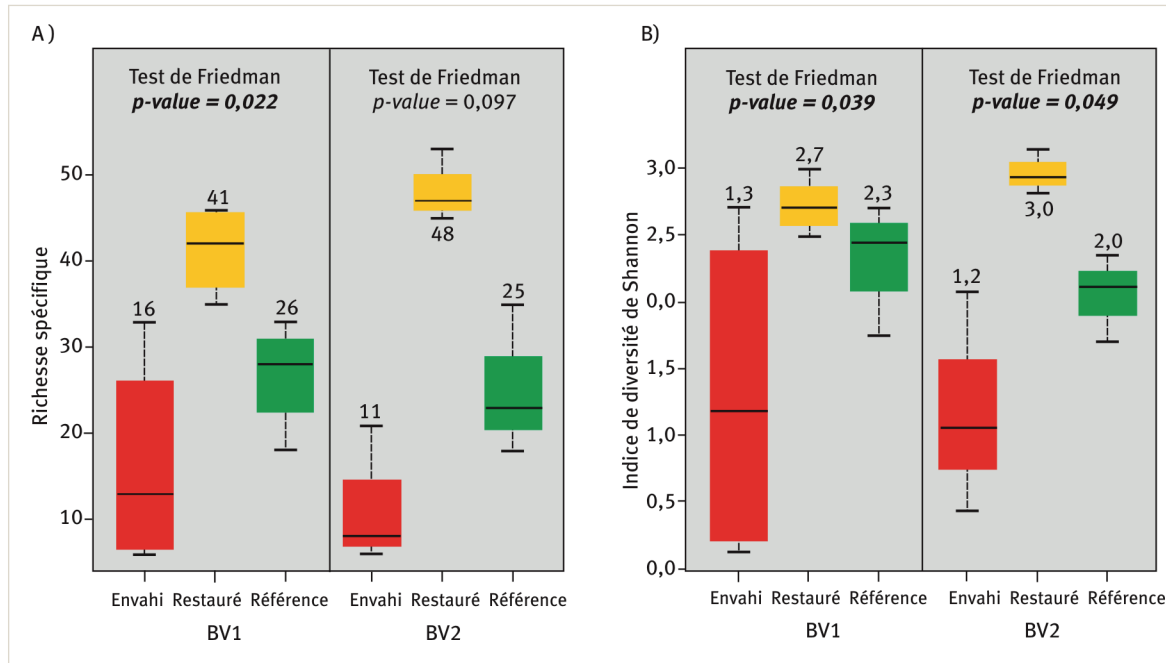 A)
Test de Friedman
p-value = 0,022
Test de Friedman
p-value = 0,097
Richesse spécifique
50
40
30
20
10
16
41
26
11
48
25
Envahi Restauré Référence
BV1
Envahi Restauré Référence
BV2
B)
Test de Friedman
p-value = 0,039
Test de Friedman
p-value = 0,049
Indice de diversité de Shannon
3,0
2,5
0,0
1,5
1,0
0,5
0,0
1,3
2,7
2,3
1,2
3,0
2,0
Envahi Restauré Référence
BV1
Envahi Restauré Référence
BV2